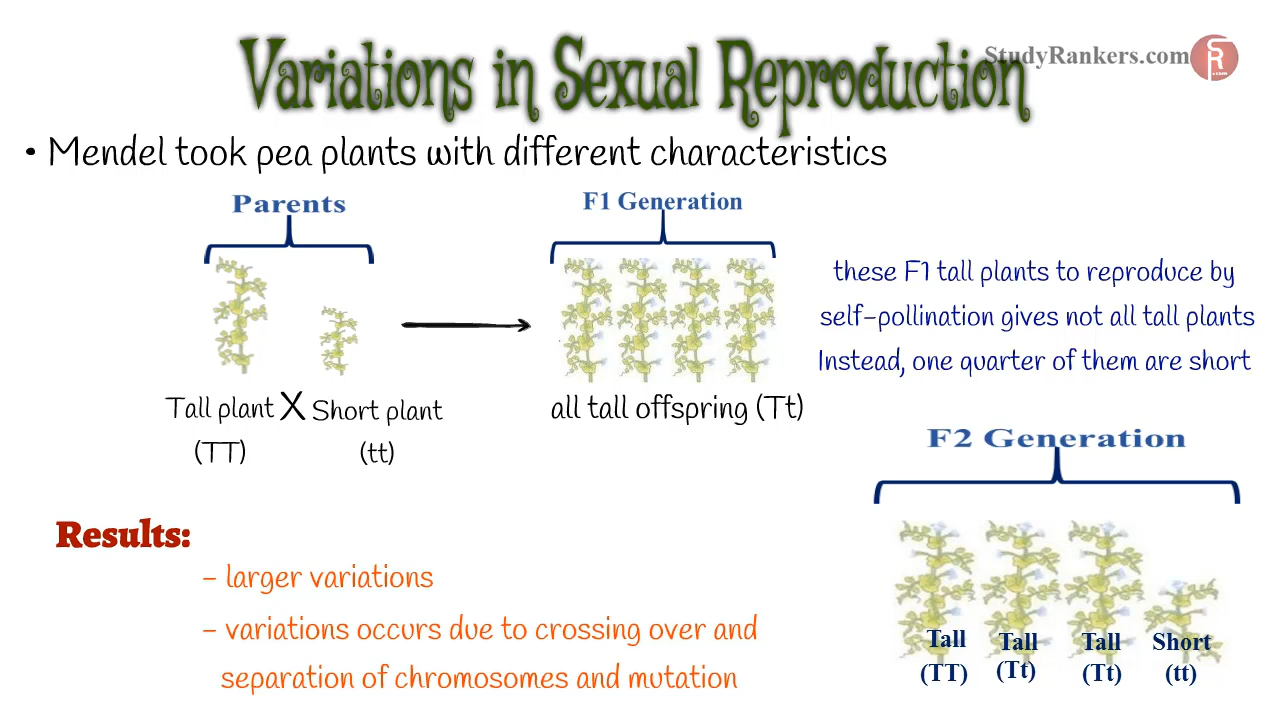 Variations in Sexual Reproduction
StudyRankers.com
• Mendel took pea plants with different characteristics
Parents
F1 Generation
these F1 tall plants to reproduce by
self-pollination gives not all tall plants
Instead, one quarter of them are short
Tall plant X Short plant
(TT) (tt)
all tall offspring (Tt)
F2 Generation
Tall Tall Tall Short
(TT) (Tt) (Tt) (tt)
Results:
- larger variations
- variations occurs due to crossing over and
separation of chromosomes and mutation